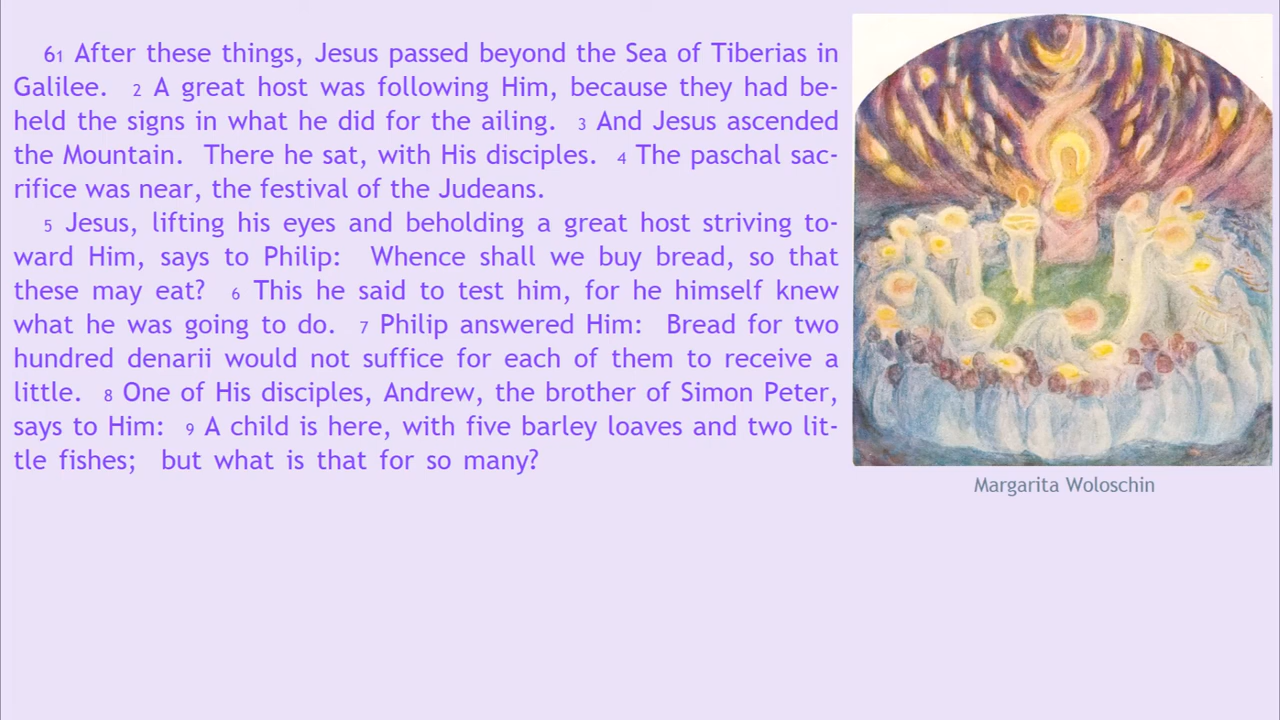 61 After these things, Jesus passed beyond the Sea of Tiberias in
Galilee. 2 A great host was following Him, because they had be-
held the signs in what he did for the ailing. 3 And Jesus ascended
the Mountain. There he sat, with His disciples. 4 The paschal sac-
rifice was near, the festival of the Judeans.
5 Jesus, lifting his eyes and beholding a great host striving to-
ward Him, says to Philip: Whence shall we buy bread, so that
these may eat? 6 This he said to test him, for he himself knew
what he was going to do. 7 Philip answered Him: Bread for two
hundred denarii would not suffice for each of them to receive a
little. 8 One of His disciples, Andrew, the brother of Simon Peter,
says to Him: 9 A child is here, with five barley loaves and two lit-
tle fishes; but what is that for so many?
Margarita Woloschin